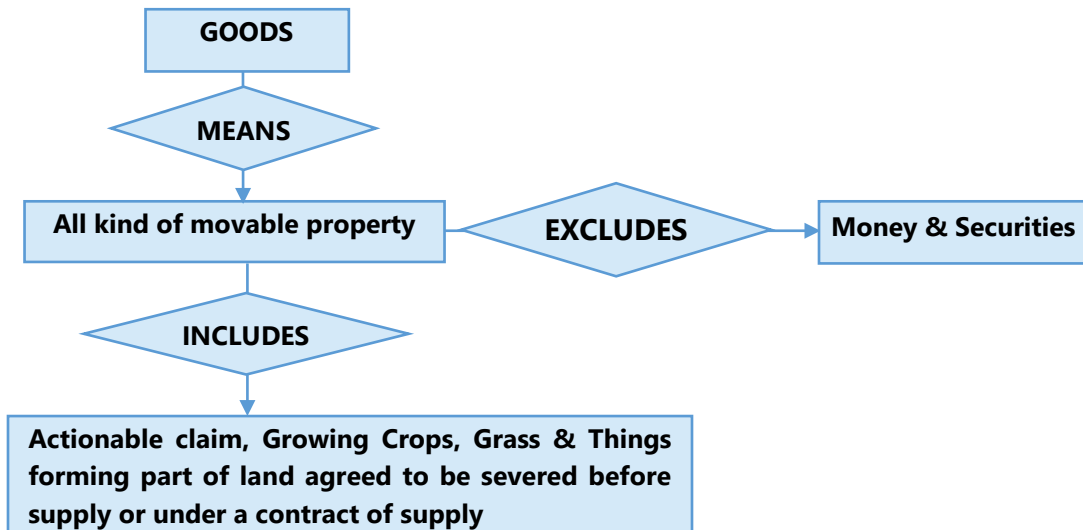 GOODS
MEANS
All kind of movable property
EXCLUDES
Money & Securities
INCLUDES
Actionable claim, Growing Crops, Grass & Things
forming part of land agreed to be severed before
supply or under a contract of supply